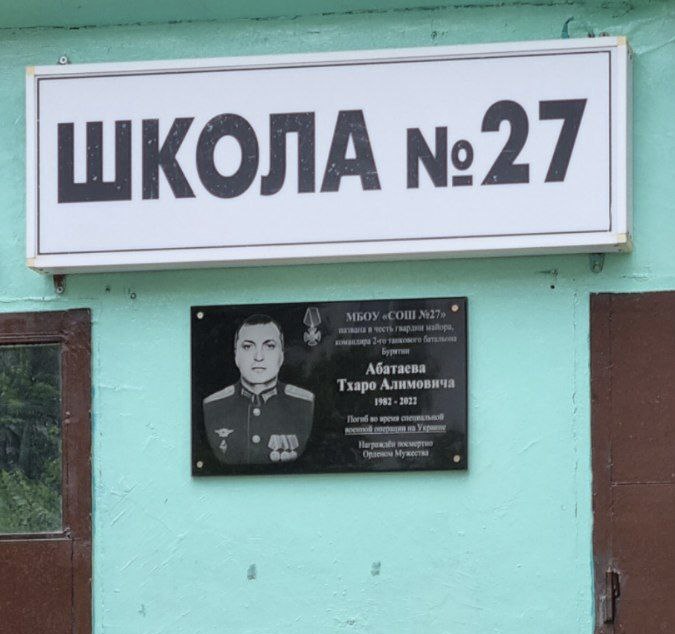 ШКОЛА №27
МБОУ «СОШ №27»
названа в честь гвардии майора,
командира 2-го танкового батальона
Бурятии
Абатаева
Тхаро Алимовича
1982 - 2022
Погиб во время специальной
военной операции на Украине
Награждён посмертно
Орденом Мужества